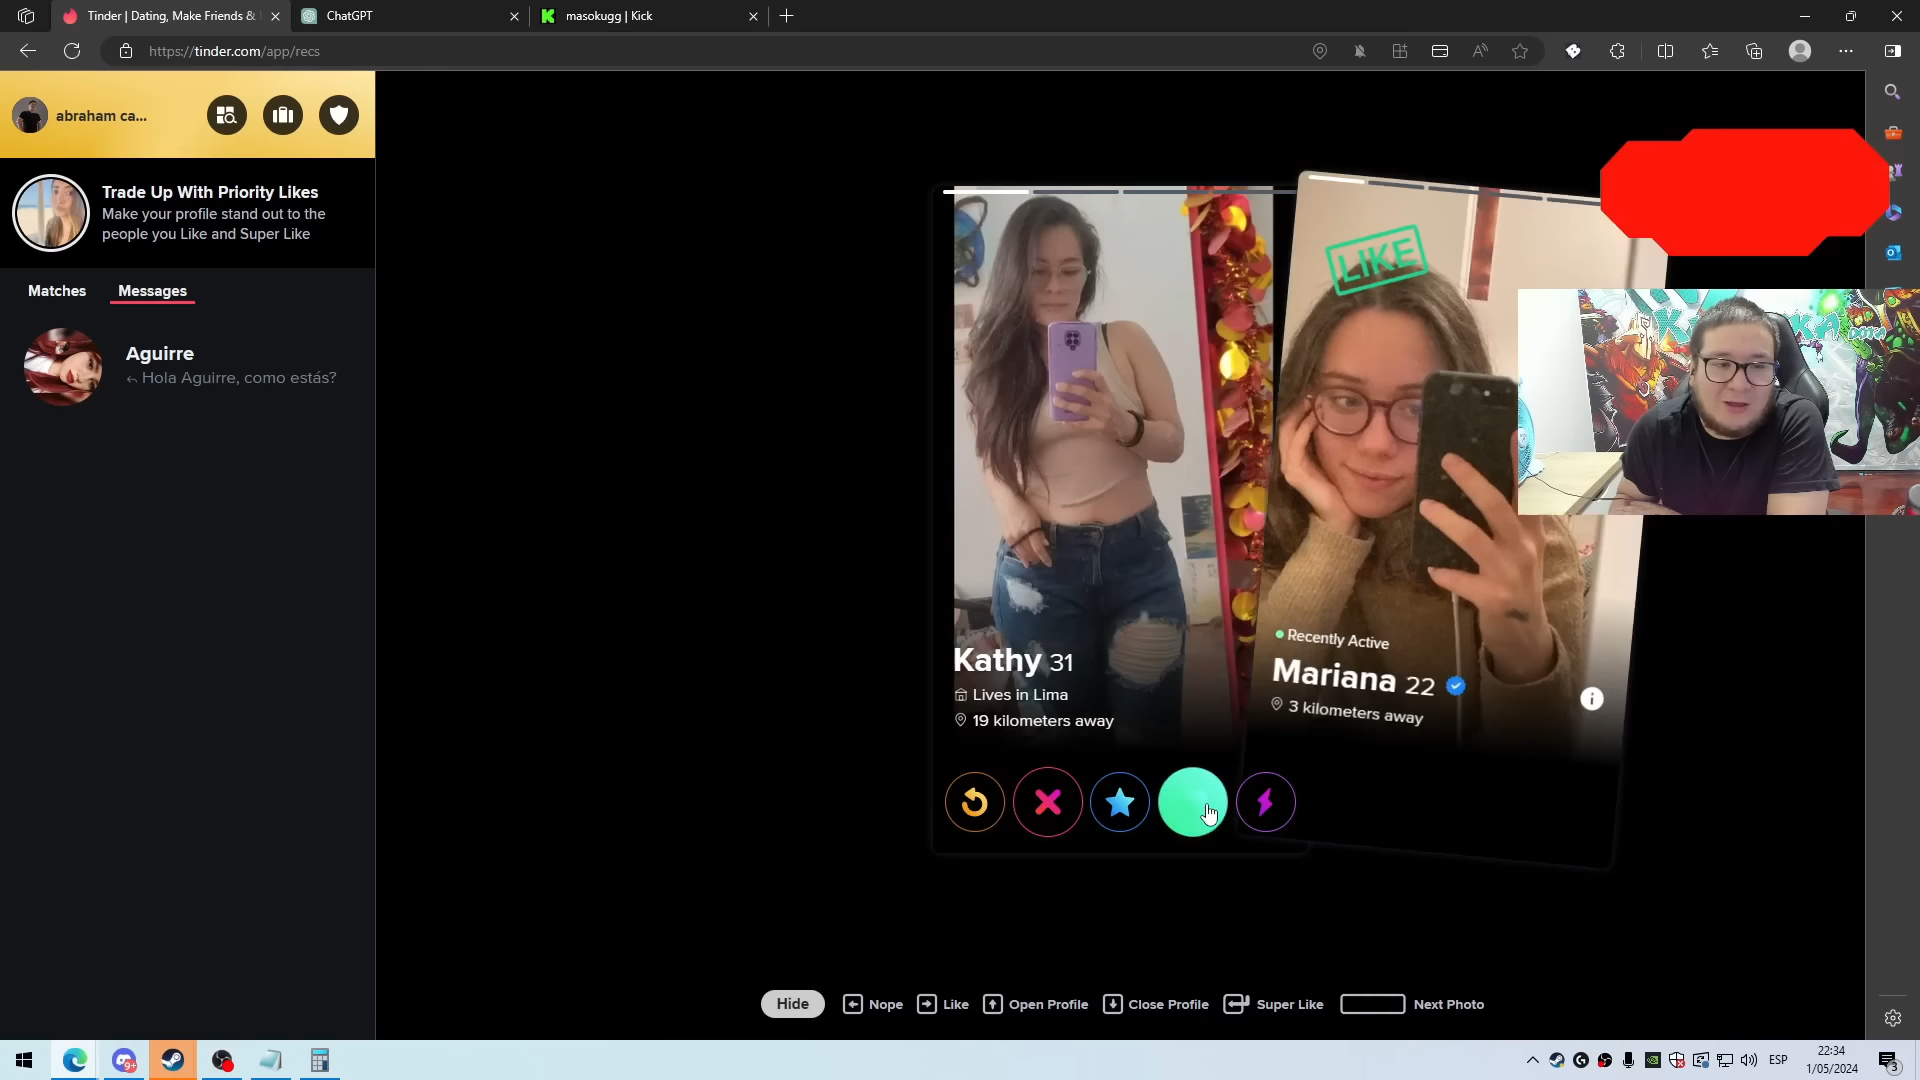 Tinder | Dating, Make Friends &
ChatGPT
masokugg | Kick
https://tinder.com/app/recs
abraham ca...
Trade Up With Priority Likes
Make your profile stand out to the
people you Like and Super Like
Matches
Messages
Aguirre
Hola Aguirre, como estás?
LIKE
Kathy 31
Lives in Lima
19 kilometers away
Recently Active
Mariana 22
3 kilometers away
Hide
Nope
Like
Open Profile
Close Profile
Super Like
Next Photo
9+
ESP
22:34
1/05/2024
3